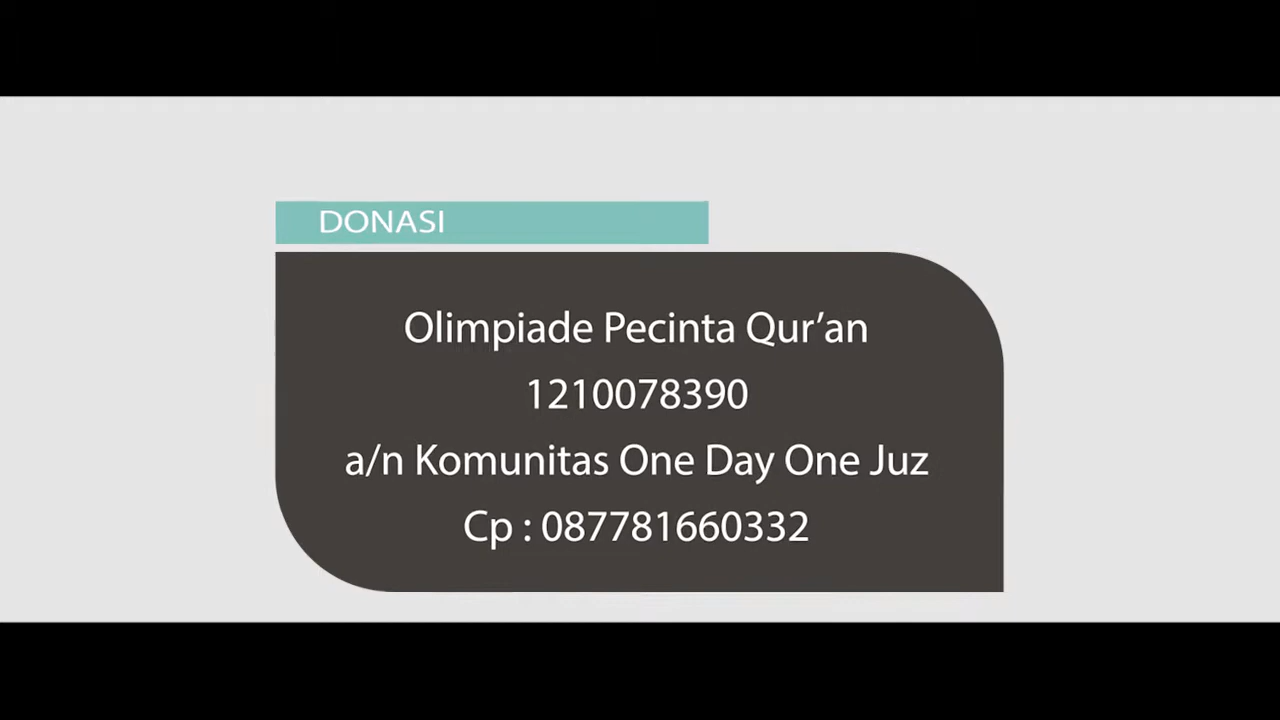 DONASI
Olimpiade Pecinta Qur’an
1210078390
a/n Komunitas One Day One Juz
Cp : 087781660332